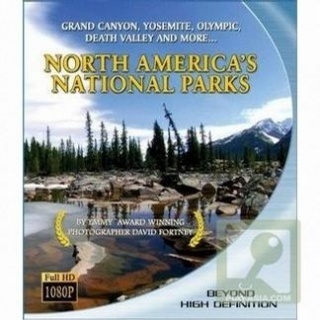 GRAND CANYON, YOSEMITE, OLYMPIC,
DEATH VALLEY AND MORE...
NORTH AMERICA'S
NATIONAL PARKS
BY EMMY AWARD WINNING
PHOTOGRAPHER DAVID FORTNEY
Full HD
1080P
BEYOND
HIGH DEFINITION